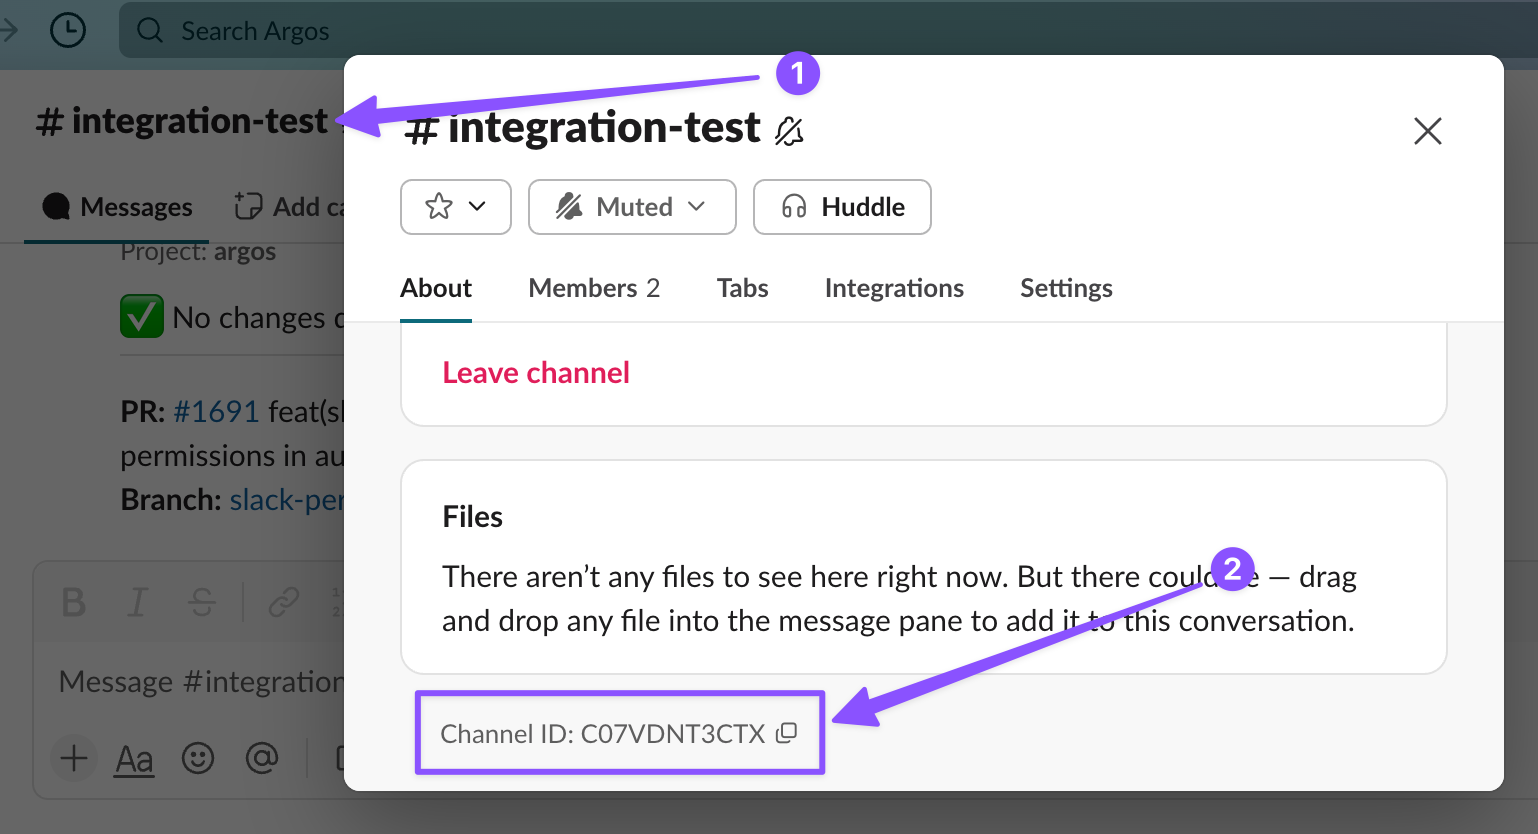 Search Argos
1
# integration-test
# integration-test
Messages
Add ca
Muted
Huddle
Project: argos
About
Members 2
Tabs
Integrations
Settings
No changes
Leave channel
PR: #1691 feat(sl
permissions in au
Branch: slack-per
Files
There aren’t any files to see here right now. But there could be — drag
and drop any file into the message pane to add it to this conversation.
2
B I S
Message #integration
Channel ID: C07VDNT3CTX
Aa @